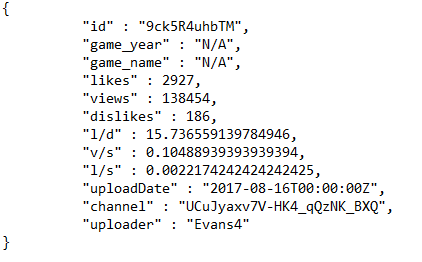 {
"id" : "9ck5R4uhbTM",
"game_year" : "N/A",
"game_name" : "N/A",
"likes" : 2927,
"views" : 138454,
"dislikes" : 186,
"l/d" : 15.736559139784946,
"v/s" : 0.10488939393939394,
"l/s" : 0.0022174242424242425,
"uploadDate" : "2017-08-16T00:00:00Z",
"channel" : "UCuJyaxv7V-HK4_qQzNK_BXQ",
"uploader" : "Evans4"
}